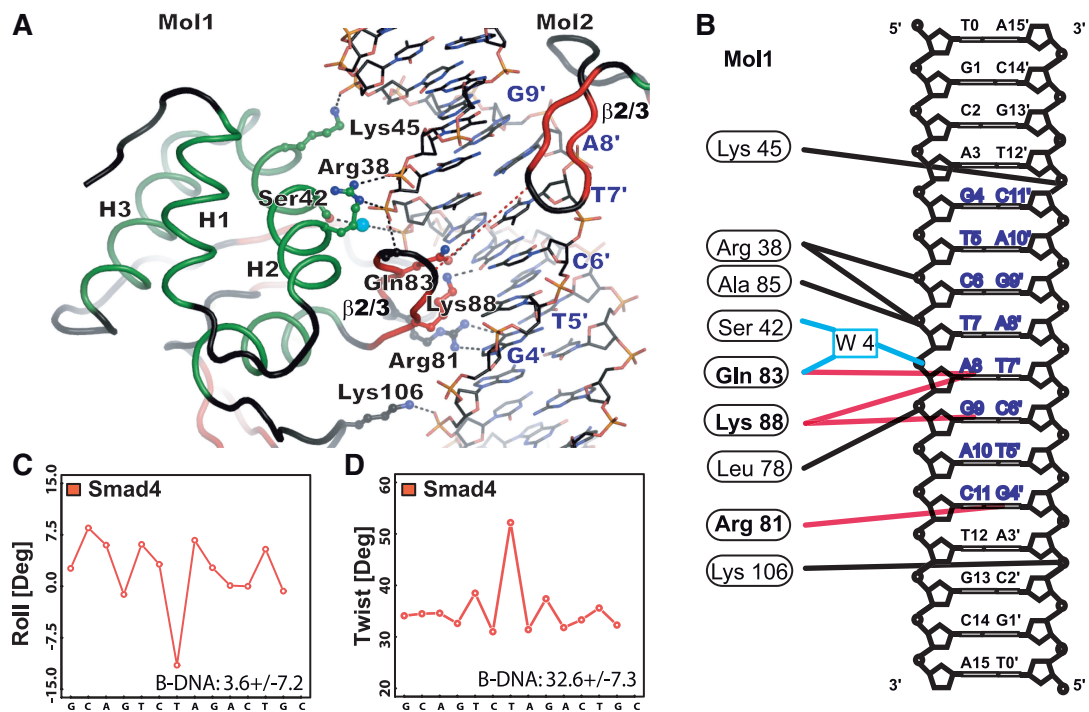 A
Mol1
Mol2
G9'
β2/3
Lys45
A8'
Arg38
T7'
Ser42
H3
H1
H2
Gln83
C6'
β2/3
Lys88
T5'
Arg81
G4'
Lys106
B
Mol1
5'
3'
T0 A15'
G1 C14'
C2 G13'
A3 T12'
G4 C11'
T5 A10'
C6 G9'
T7 A8'
A8 T7'
G9 C6'
A10 T5'
C11 G4'
T12 A3'
G13 C2'
C14 G1'
A15 T0'
3'
5'
Lys 45
Arg 38
Ala 85
Ser 42
W 4
Gln 83
Lys 88
Leu 78
Arg 81
Lys 106
C
Smad4
Roll [Deg]
15.0
7.5
0.0
-7.5
-15.0
B-DNA: 3.6+/-7.2
G C A G T C T A G A C T G C
D
Smad4
Twist [Deg]
60
50
40
30
20
B-DNA: 32.6+/-7.3
G C A G T C T A G A C T G C